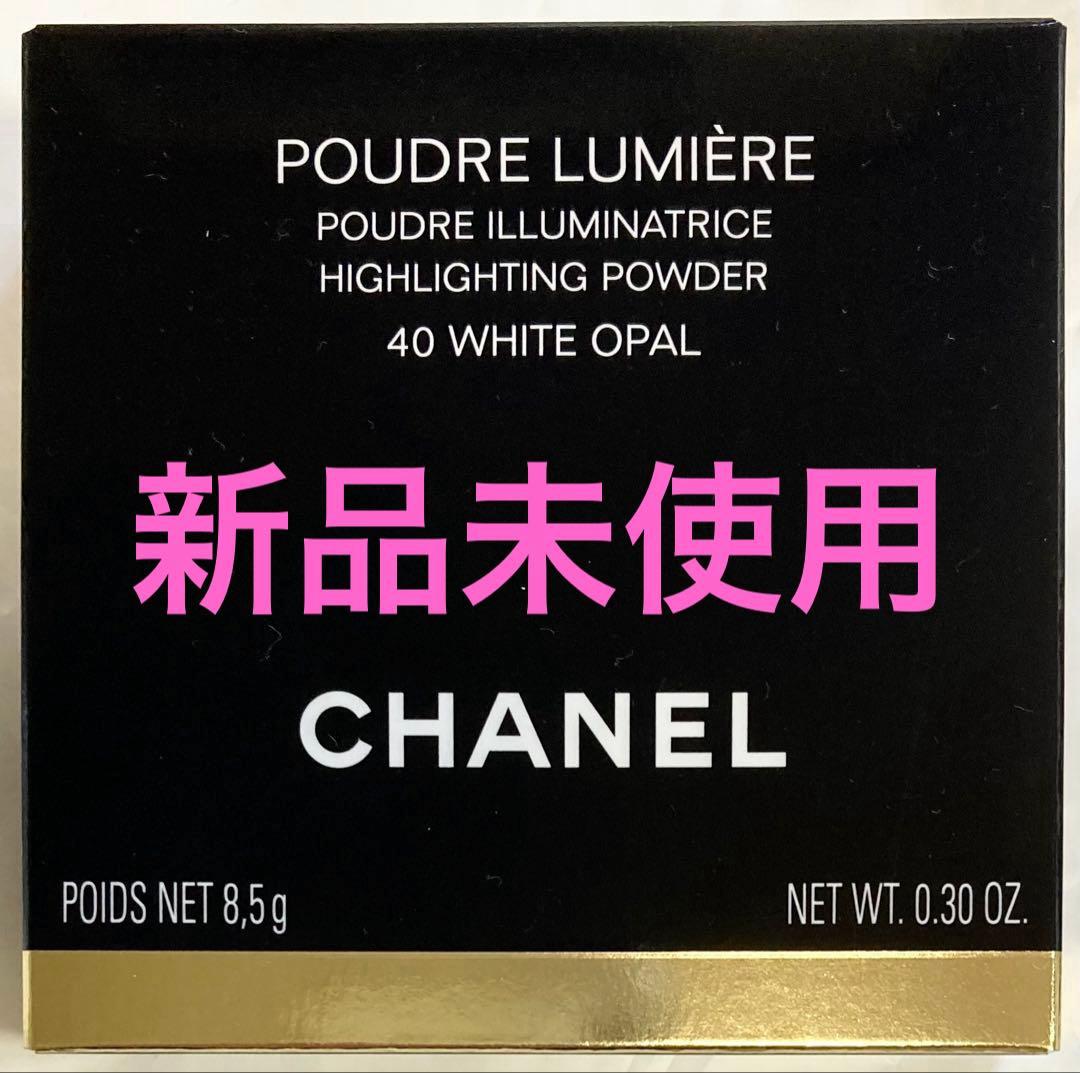 POUDRE LUMIÈRE
POUDRE ILLUMINATRICE
HIGHLIGHTING POWDER
40 WHITE OPAL
新品未使用
CHANEL
POIDS NET 8,5 g
NET WT. 0.30 OZ.